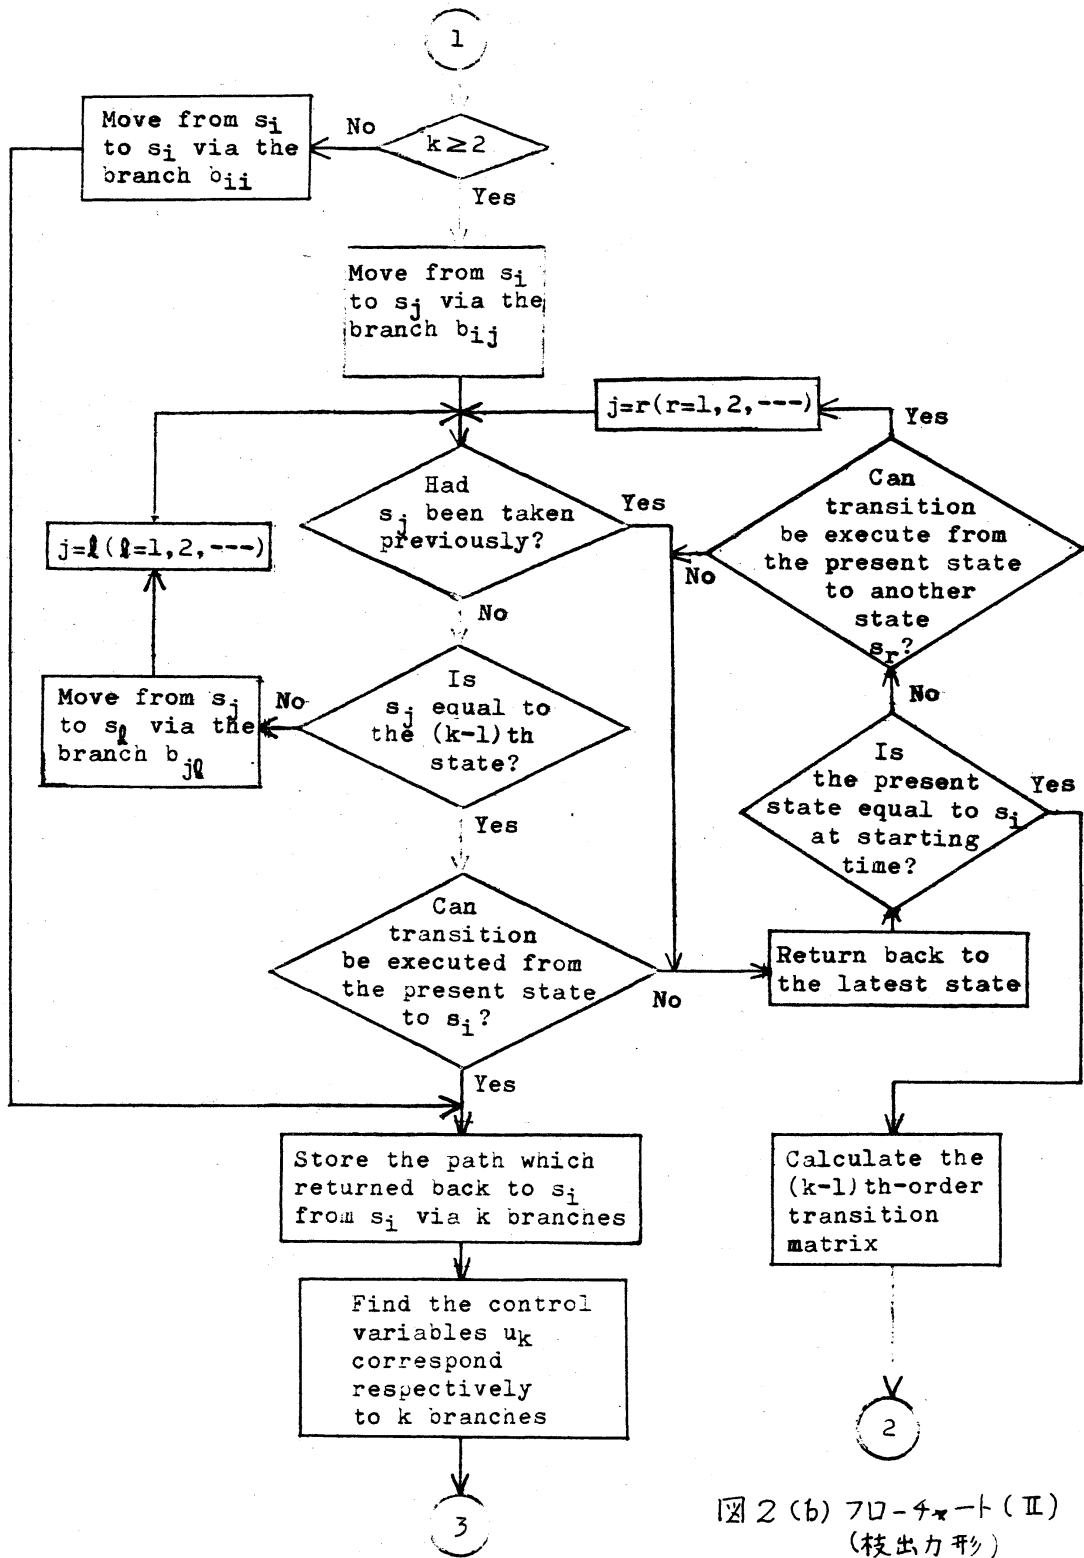 1
k≥2
No
Yes
Move from si
to si via the
branch bii
Move from si
to sj via the
branch bij
j=r(r=1,2,---)
Yes
Had
sj been taken
previously?
Yes
No
Can
transition
be execute from
the present state
to another
state
sr?
No
j=ℓ(ℓ=1,2,---)
Is
sj equal to
the (k-1)th
state?
No
Yes
Move from sj
to sℓ via the
branch bjℓ
No
Is
the present
state equal to si
at starting
time?
Yes
Can
transition
be executed from
the present state
to si?
No
Yes
Return back to
the latest state
Store the path which
returned back to si
from si via k branches
Calculate the
(k-1)th-order
transition
matrix
Find the control
variables uk
correspond
respectively
to k branches
2
3
図2(b) フローチャート(II)
(枝出力形)